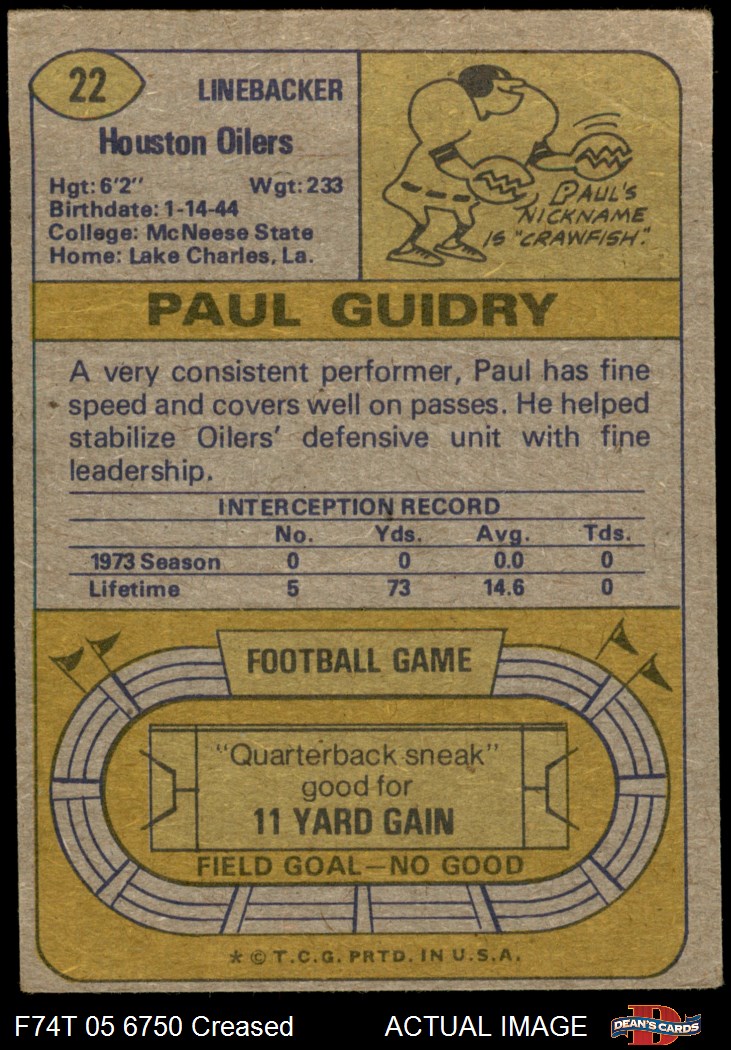 22
LINEBACKER
Houston Oilers
Hgt: 6'2" Wgt: 233
Birthdate: 1-14-44
College: McNeese State
Home: Lake Charles, La.
PAUL'S
NICKNAME
IS "CRAWFISH".
PAUL GUIDRY
A very consistent performer, Paul has fine
speed and covers well on passes. He helped
stabilize Oilers' defensive unit with fine
leadership.
INTERCEPTION RECORD
No. Yds. Avg. Tds.
1973 Season 0 0 0.0 0
Lifetime 5 73 14.6 0
FOOTBALL GAME
"Quarterback sneak"
good for
11 YARD GAIN
FIELD GOAL—NO GOOD
* © T.C.G. PRTD. IN U.S.A.
F74T 05 6750 Creased ACTUAL IMAGE
D
DEAN'S CARDS